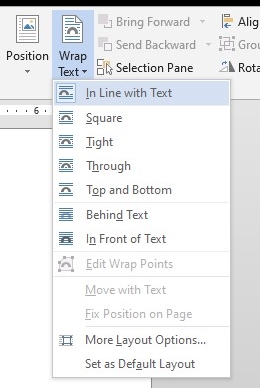 Position
Wrap
Text
Bring Forward
Send Backward
Selection Pane
Alig
Grou
Rota
6
In Line with Text
Square
Tight
Through
Top and Bottom
Behind Text
In Front of Text
Edit Wrap Points
Move with Text
Fix Position on Page
More Layout Options...
Set as Default Layout